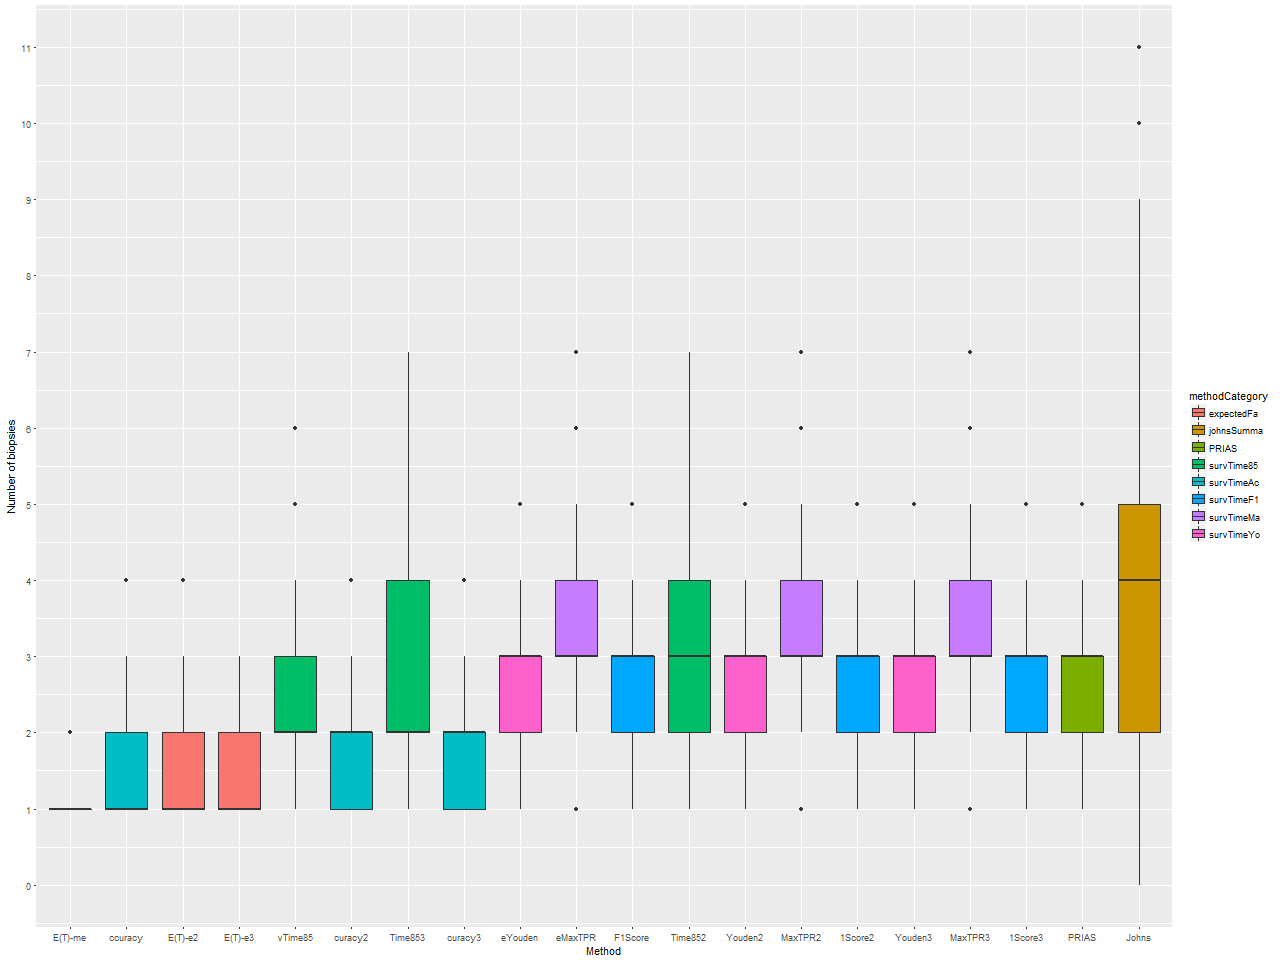 11
10
9
8
7
6
5
4
3
2
1
0
Number of biopsies
E(T)-me ccuracy E(T)-e2 E(T)-e3 vTime85 curacy2 Time853 curacy3 eYouden eMaxTPR F1Score Time852 Youden2 MaxTPR2 1Score2 Youden3 MaxTPR3 1Score3 PRIAS Johns
Method
methodCategory
expectedFa
johnsSumma
PRIAS
survTime85
survTimeAc
survTimeF1
survTimeMa
survTimeYo